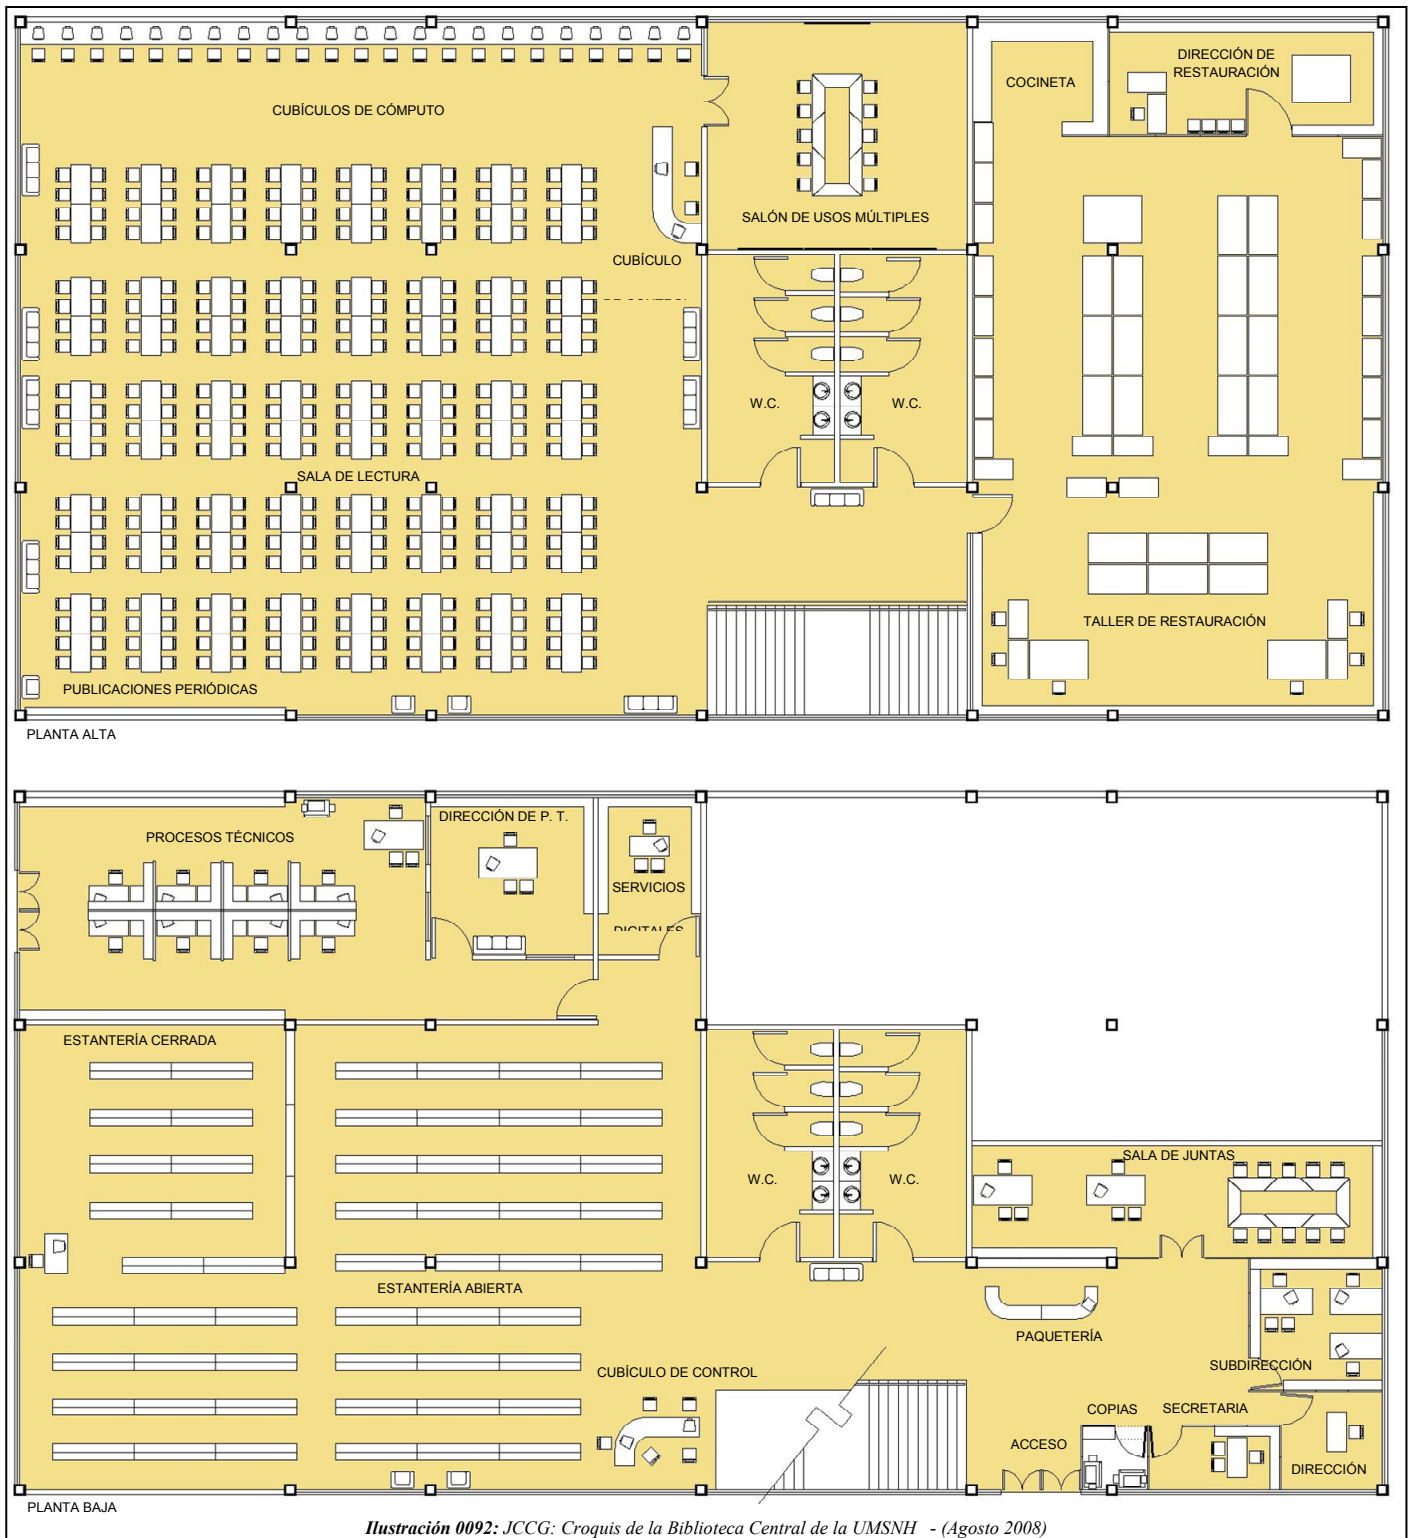 DIRECCIÓN DE
RESTAURACIÓN
COCINETA
CUBÍCULOS DE CÓMPUTO
SALÓN DE USOS MÚLTIPLES
CUBÍCULO
W.C.
W.C.
SALA DE LECTURA
TALLER DE RESTAURACIÓN
PUBLICACIONES PERIÓDICAS
PLANTA ALTA
DIRECCIÓN DE P. T.
PROCESOS TÉCNICOS
SERVICIOS
DIGITALES
ESTANTERÍA CERRADA
SALA DE JUNTAS
W.C.
W.C.
ESTANTERÍA ABIERTA
PAQUETERÍA
SUBDIRECCIÓN
CUBÍCULO DE CONTROL
COPIAS
SECRETARIA
ACCESO
DIRECCIÓN
PLANTA BAJA
Ilustración 0092: JCCG: Croquis de la Biblioteca Central de la UMSNH - (Agosto 2008)